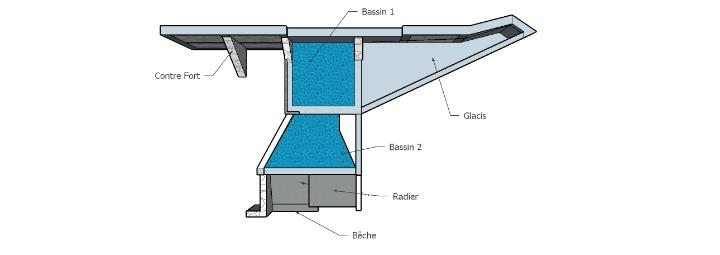 Bassin 1
Contre Fort
Glacis
Bassin 2
Radier
Bêche